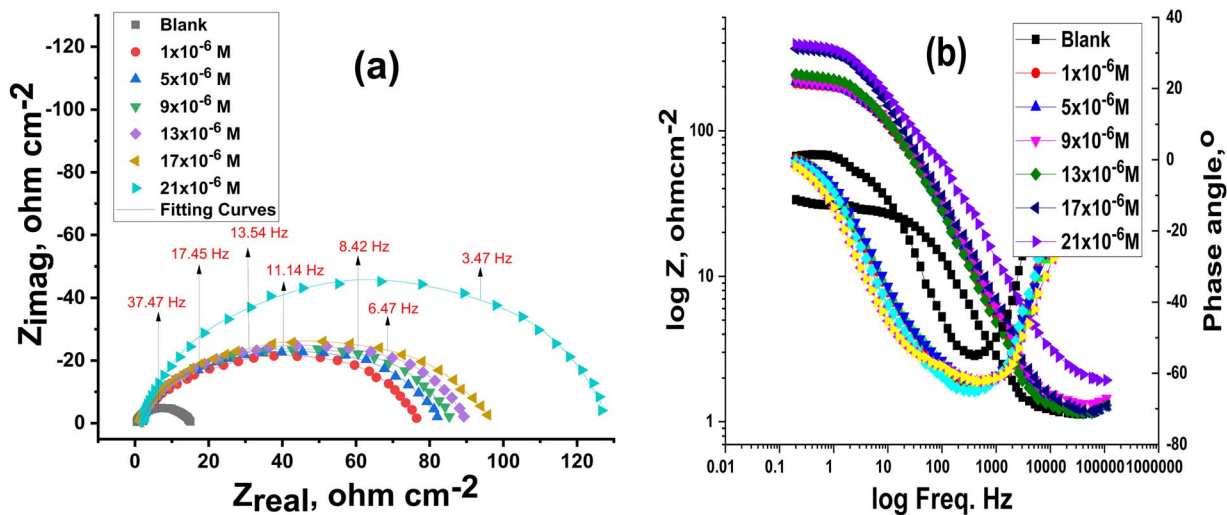 (a)
Blank
1x10⁻⁶ M
5x10⁻⁶ M
9x10⁻⁶ M
13x10⁻⁶ M
17x10⁻⁶ M
21x10⁻⁶ M
Fitting Curves
-120
-100
-80
-60
-40
-20
0
Zimag, ohm cm⁻²
37.47 Hz
17.45 Hz
13.54 Hz
11.14 Hz
8.42 Hz
6.47 Hz
3.47 Hz
0 20 40 60 80 100 120
Zreal, ohm cm⁻²
(b)
Blank
1x10⁻⁶M
5x10⁻⁶M
9x10⁻⁶M
13x10⁻⁶M
17x10⁻⁶M
21x10⁻⁶M
100
10
1
log Z, ohmcm⁻²
40
20
0
-20
-40
-60
-80
Phase angle,⁰
0.01 0.1 1 10 100 1000 10000 100000 1000000
log Freq. Hz